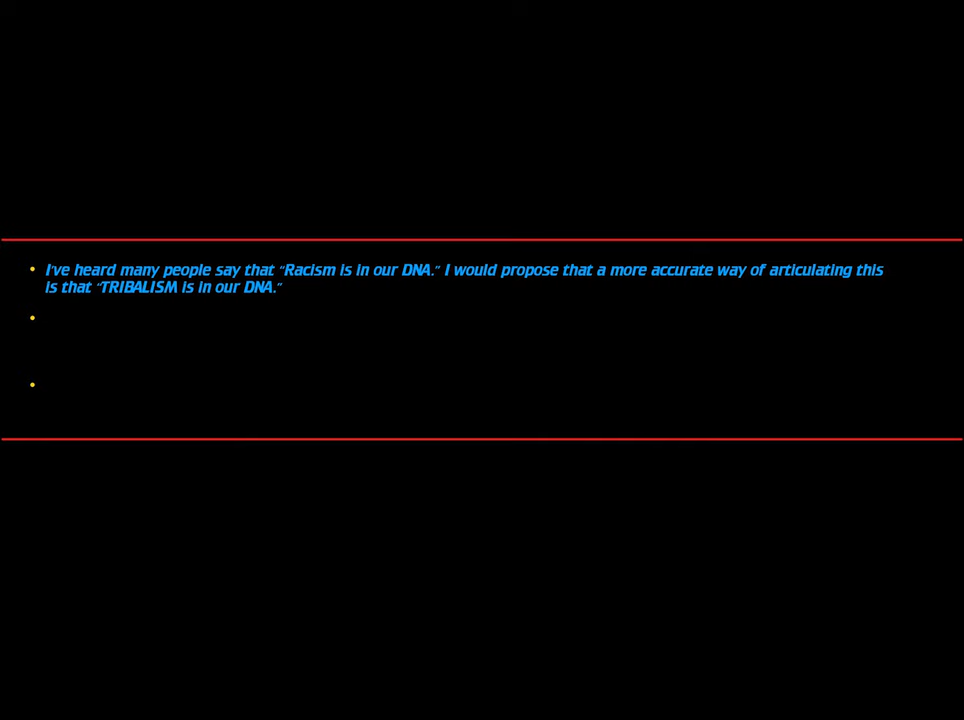 • I've heard many people say that "Racism is in our DNA." I would propose that a more accurate way of articulating this
is that "TRIBALISM is in our DNA."
•
•